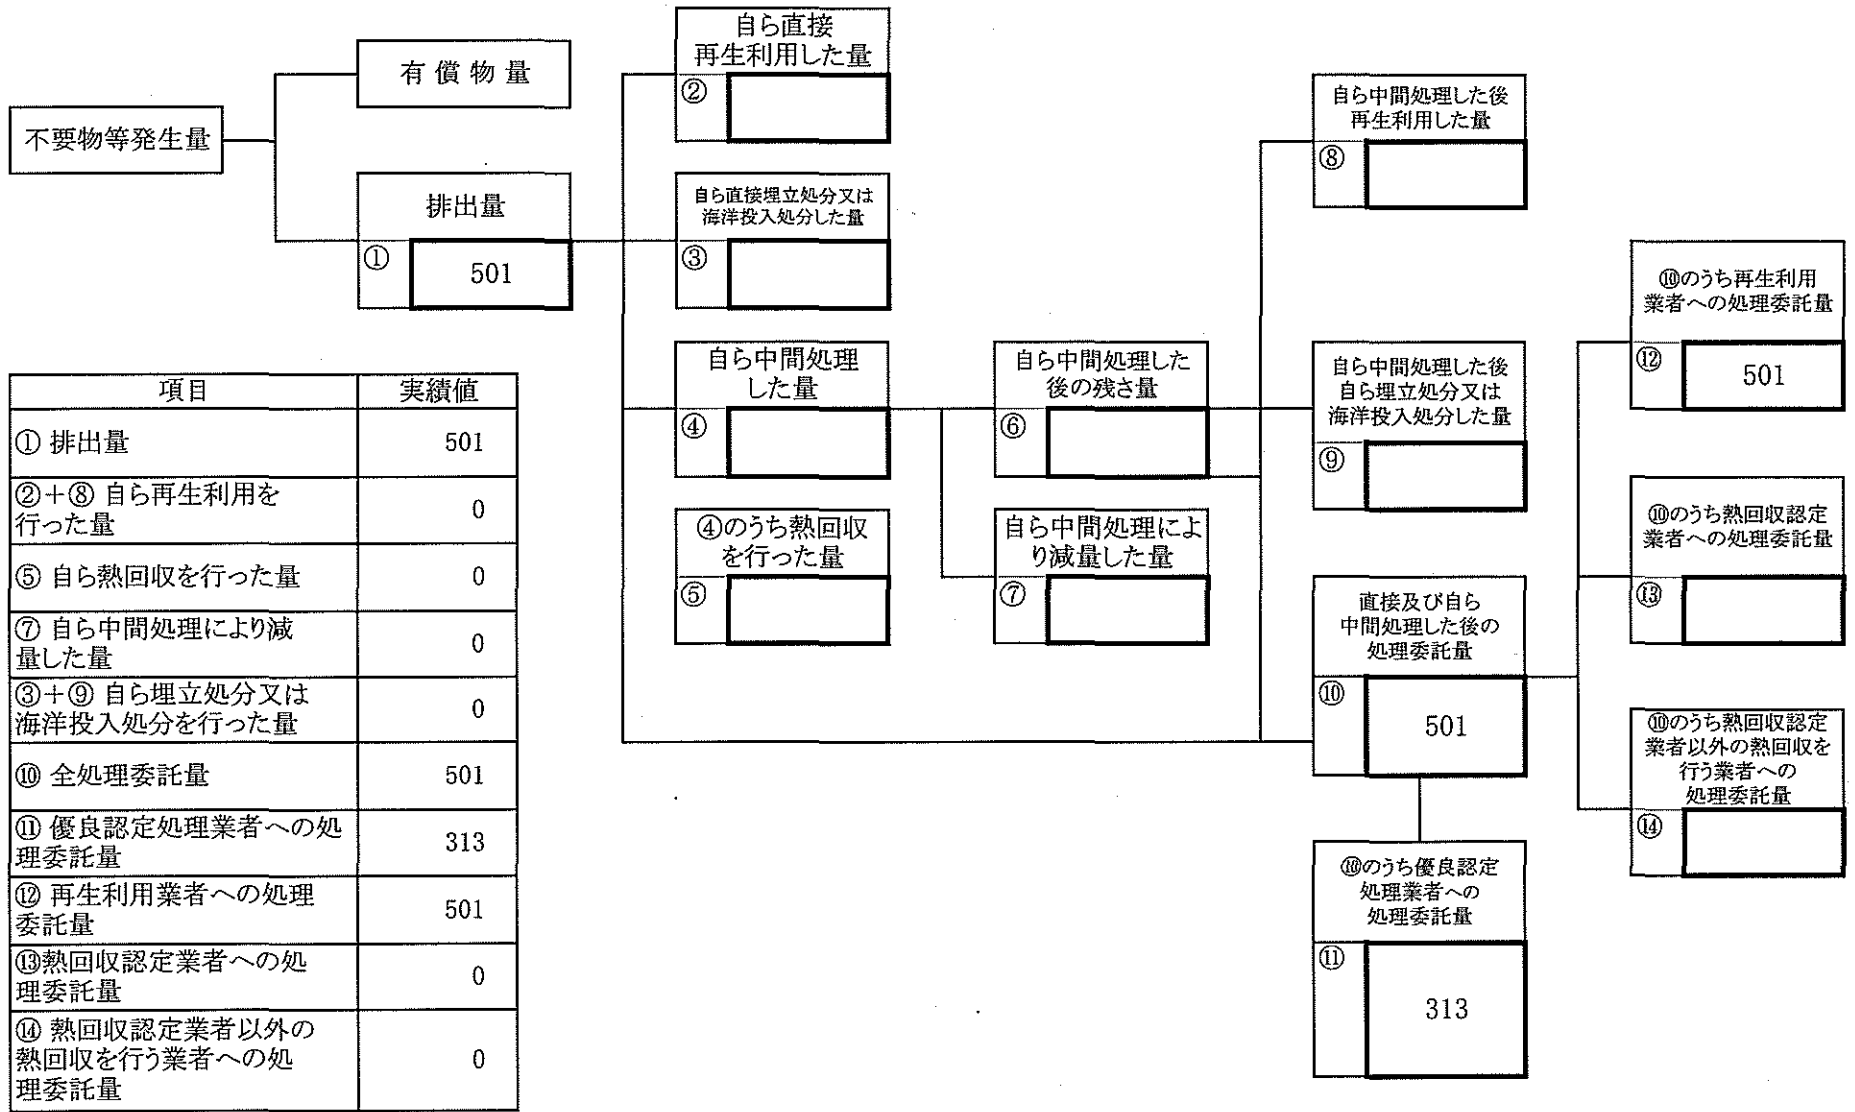 不要物等発生量
有償物量
排出量
① 501
自ら直接
再生利用した量
②
自ら直接埋立処分又は
海洋投入処分した量
③
自ら中間処理
した量
④
④のうち熱回収
を行った量
⑤
自ら中間処理した
後の残さ量
⑥
自ら中間処理によ
り減量した量
⑦
自ら中間処理した後
再生利用した量
⑧
自ら中間処理した後
自ら埋立処分又は
海洋投入処分した量
⑨
直接及び自ら
中間処理した後の
処理委託量
⑩ 501
⑩のうち優良認定
処理業者への
処理委託量
⑪ 313
⑩のうち再生利用
業者への処理委託量
⑫ 501
⑩のうち熱回収認定
業者への処理委託量
⑬
⑩のうち熱回収認定
業者以外の熱回収を
行う業者への
処理委託量
⑭
項目 実績値
① 排出量 501
②+⑧ 自ら再生利用を
行った量 0
⑤ 自ら熱回収を行った量 0
⑦ 自ら中間処理により減
量した量 0
③+⑨ 自ら埋立処分又は
海洋投入処分を行った量 0
⑩ 全処理委託量 501
⑪ 優良認定処理業者への処
理委託量 313
⑫ 再生利用業者への処理
委託量 501
⑬熱回収認定業者への処
理委託量 0
⑭ 熱回収認定業者以外の
熱回収を行う業者への処
理委託量 0